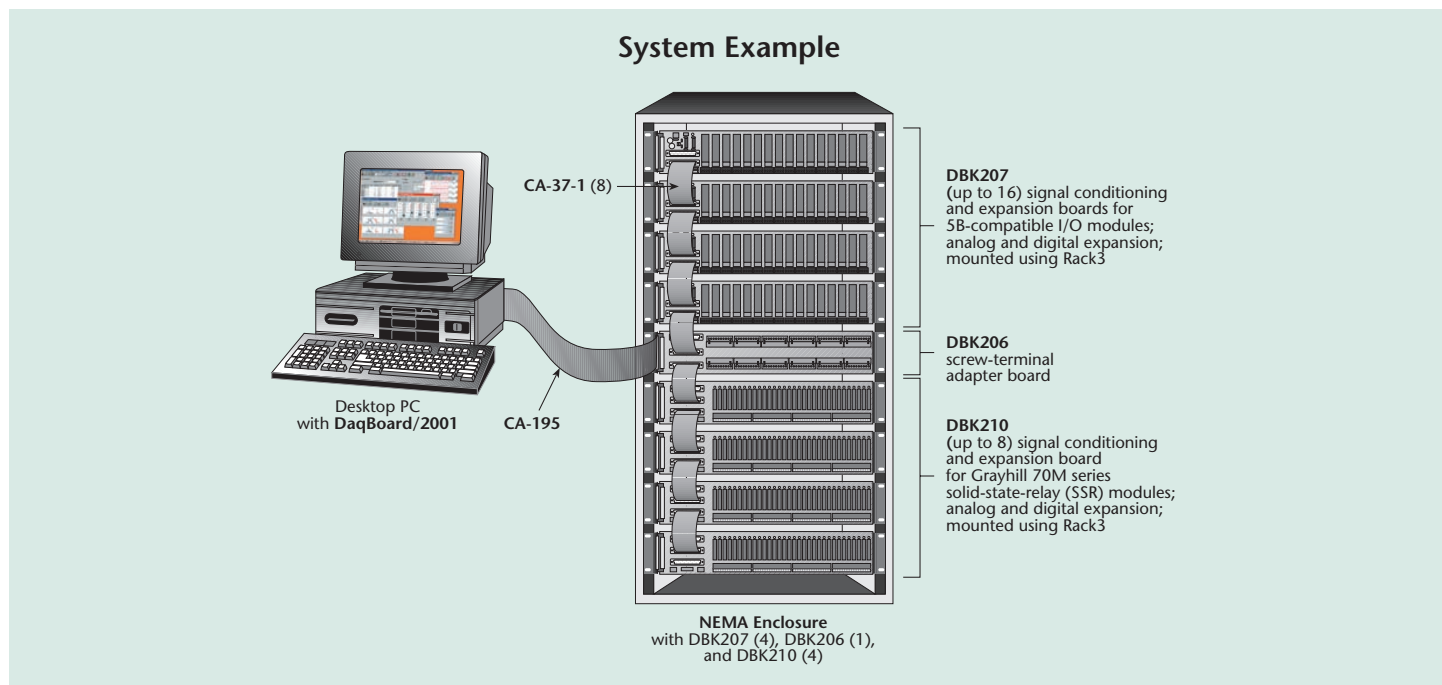 System Example
CA-37-1 (8)
DBK207
(up to 16) signal conditioning
and expansion boards for
5B-compatible I/O modules;
analog and digital expansion;
mounted using Rack3
DBK206
screw-terminal
adapter board
Desktop PC
with DaqBoard/2001
CA-195
DBK210
(up to 8) signal conditioning
and expansion board
for Grayhill 70M series
solid-state-relay (SSR) modules;
analog and digital expansion;
mounted using Rack3
NEMA Enclosure
with DBK207 (4), DBK206 (1),
and DBK210 (4)